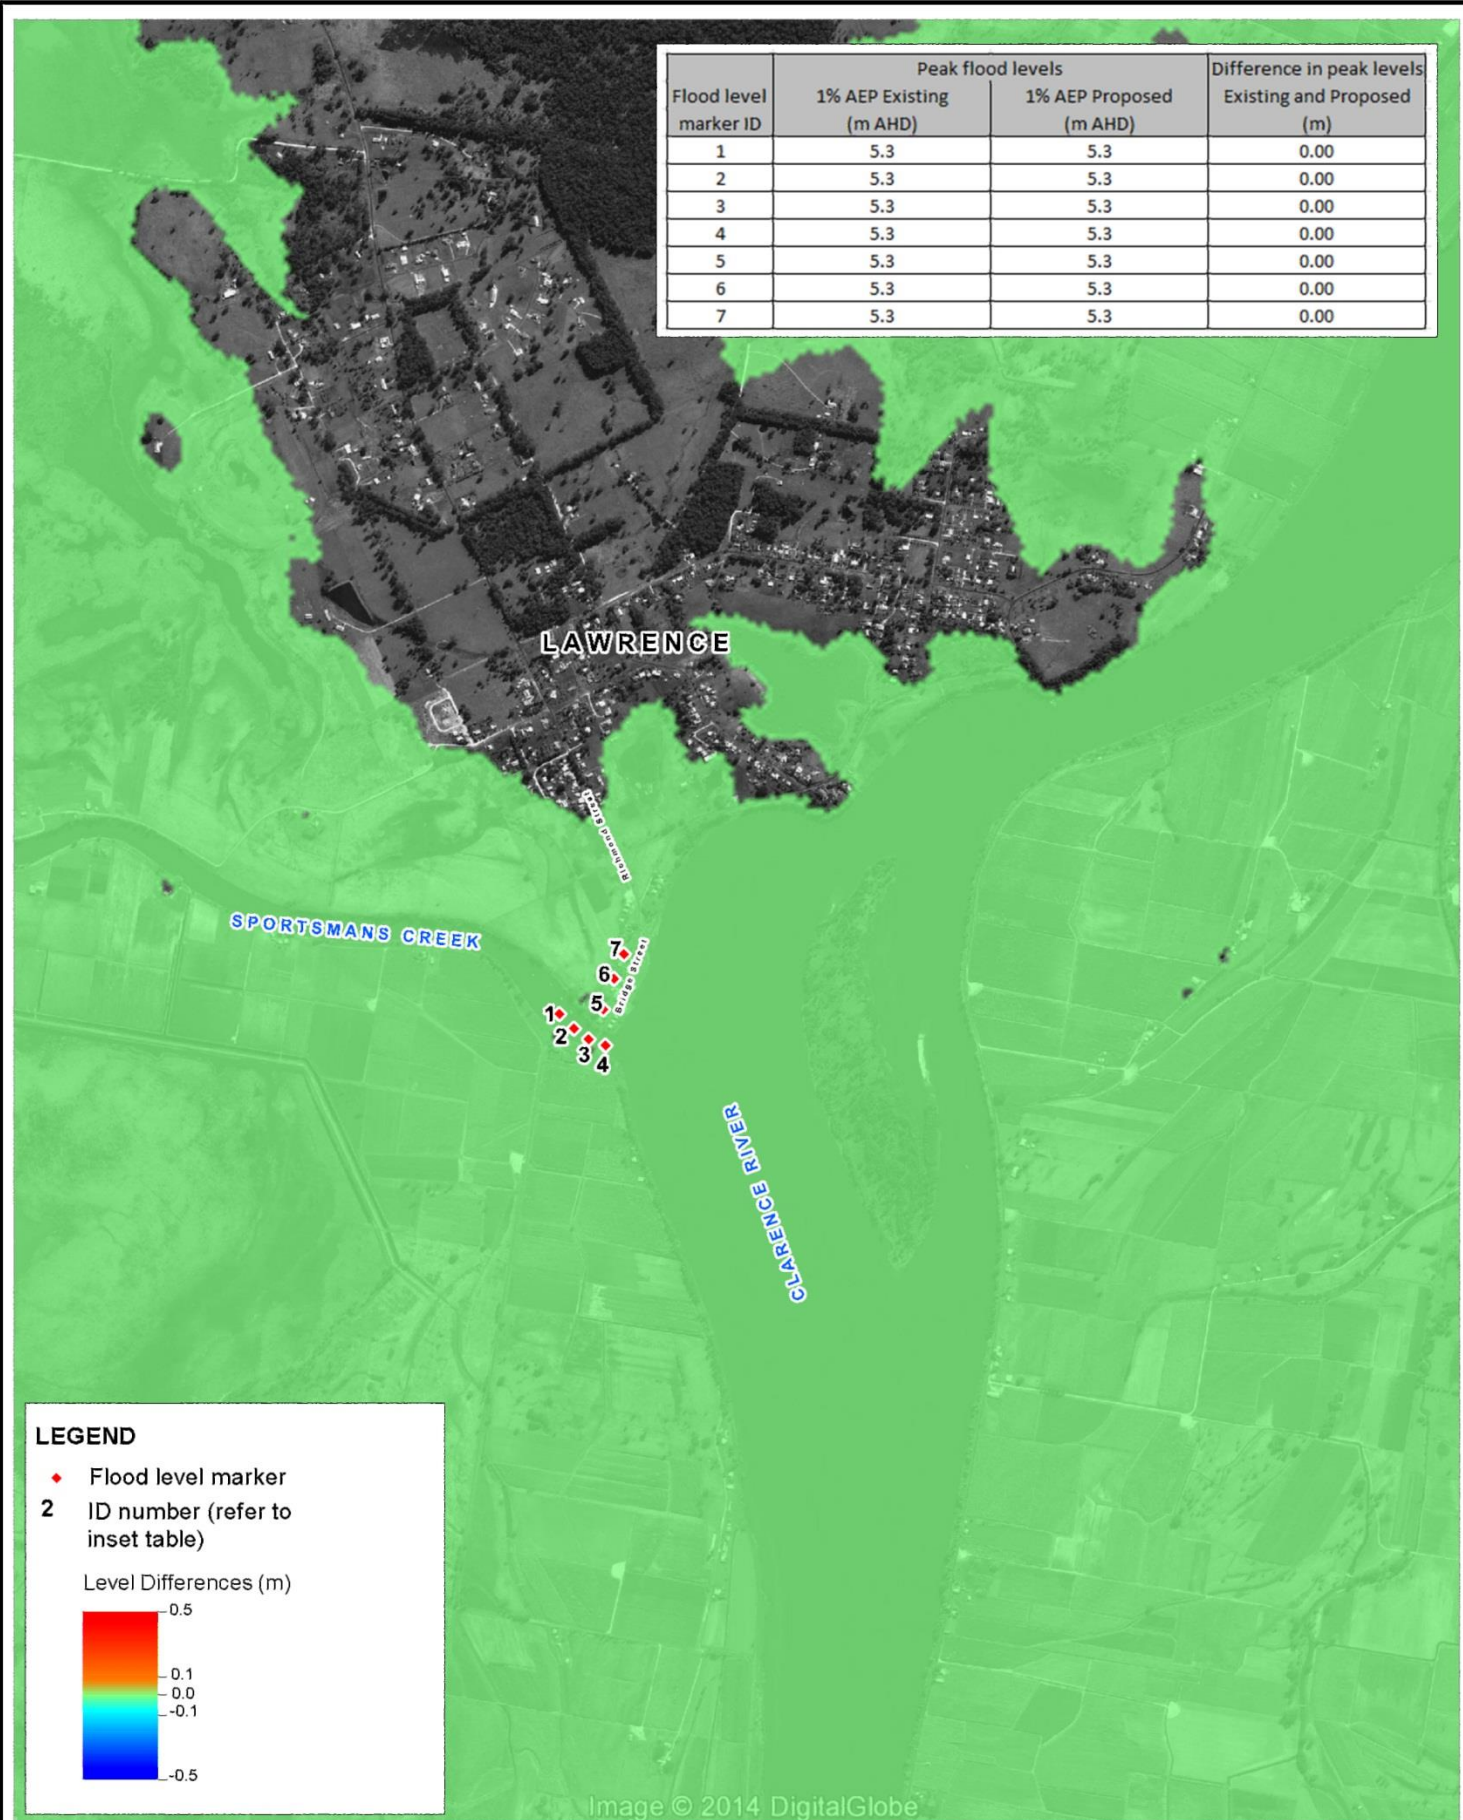 Peak flood levels Difference in peak levels
Flood level 1% AEP Existing 1% AEP Proposed Existing and Proposed
marker ID (m AHD) (m AHD) (m)
1 5.3 5.3 0.00
2 5.3 5.3 0.00
3 5.3 5.3 0.00
4 5.3 5.3 0.00
5 5.3 5.3 0.00
6 5.3 5.3 0.00
7 5.3 5.3 0.00
LAWRENCE
Richmond Street
SPORTSMANS CREEK
7
6
Bridge Street
5
1
2
3
4
CLARENCE RIVER
LEGEND
Flood level marker
2 ID number (refer to
inset table)
Level Differences (m)
0.5
0.1
0.0
-0.1
-0.5
Image © 2014 DigitalGlobe